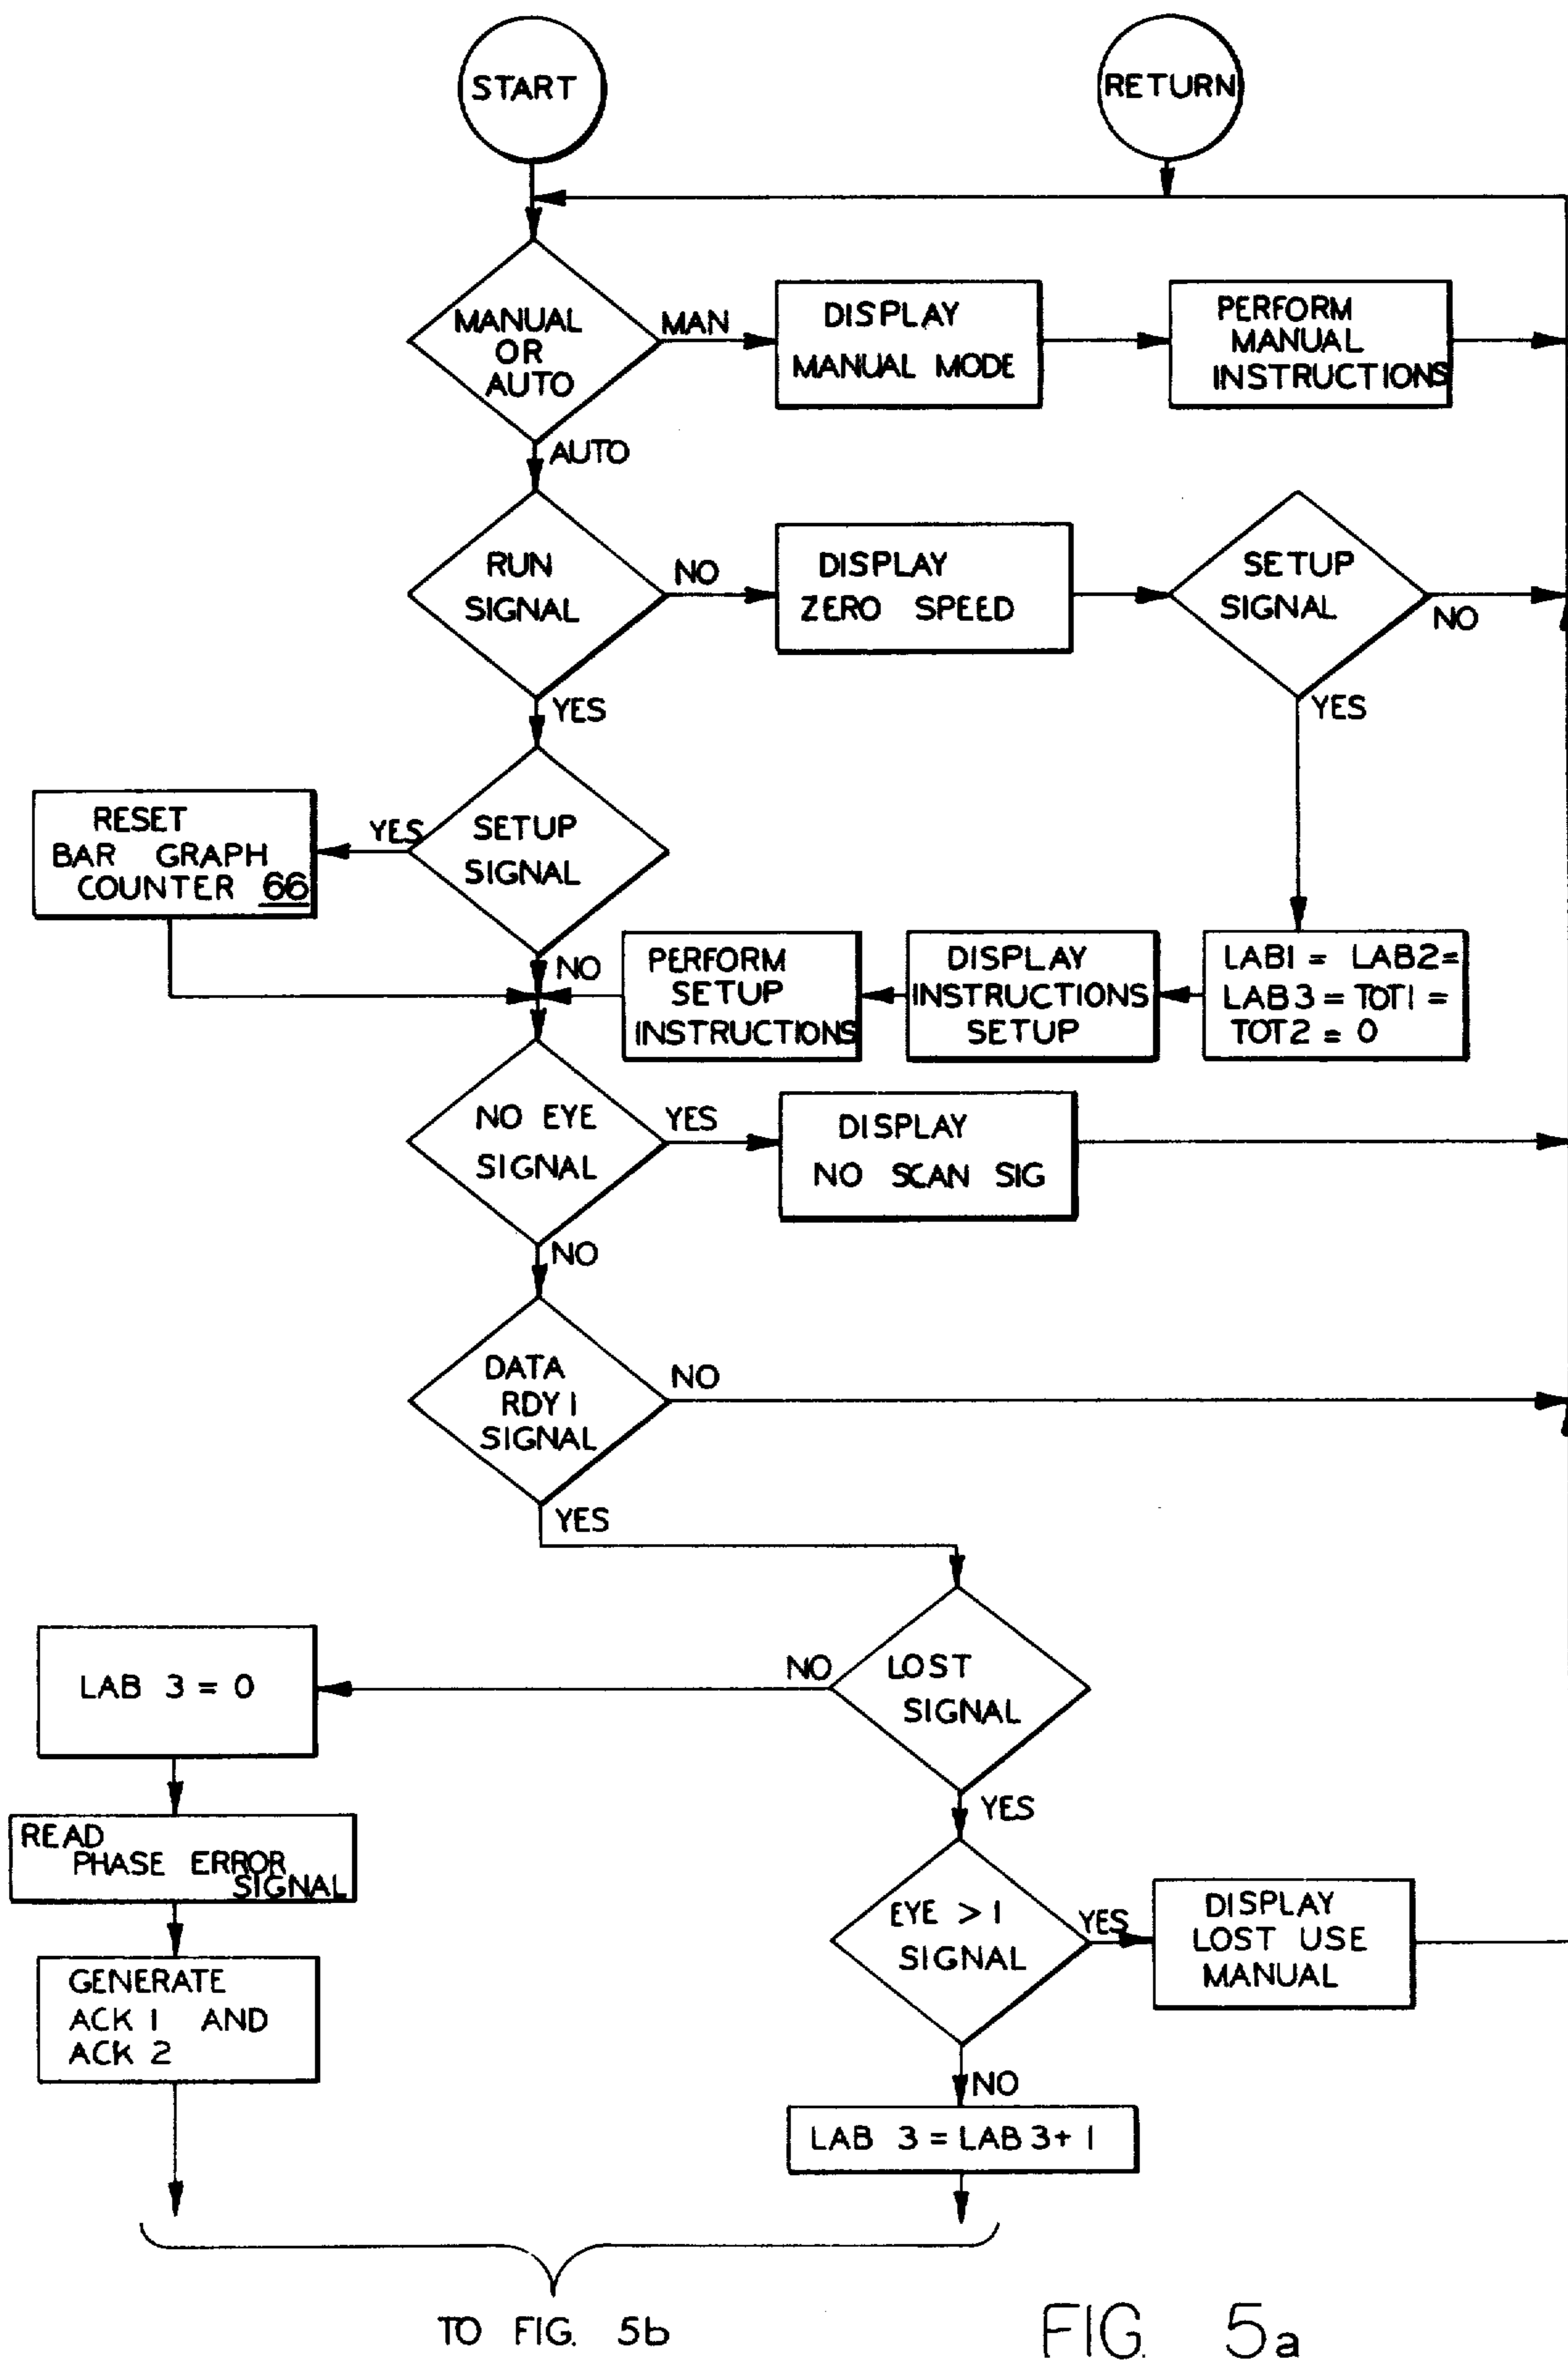 START
RETURN
MANUAL
OR
AUTO
MAN
DISPLAY
MANUAL MODE
PERFORM
MANUAL
INSTRUCTIONS
AUTO
RUN
SIGNAL
NO
DISPLAY
ZERO SPEED
SETUP
SIGNAL
NO
YES
YES
RESET
BAR GRAPH
COUNTER 66
YES
SETUP
SIGNAL
NO
PERFORM
SETUP
INSTRUCTIONS
DISPLAY
INSTRUCTIONS
SETUP
LAB1 = LAB2=
LAB3 = TOT1 =
TOT2 = 0
NO EYE
SIGNAL
YES
DISPLAY
NO SCAN SIG
NO
DATA
RDY 1
SIGNAL
NO
YES
LOST
SIGNAL
NO
LAB 3 = 0
YES
READ
PHASE ERROR
SIGNAL
EYE > 1
SIGNAL
YES
DISPLAY
LOST USE
MANUAL
GENERATE
ACK 1 AND
ACK 2
NO
LAB 3 = LAB 3+ 1
TO FIG. 5b
FIG. 5a